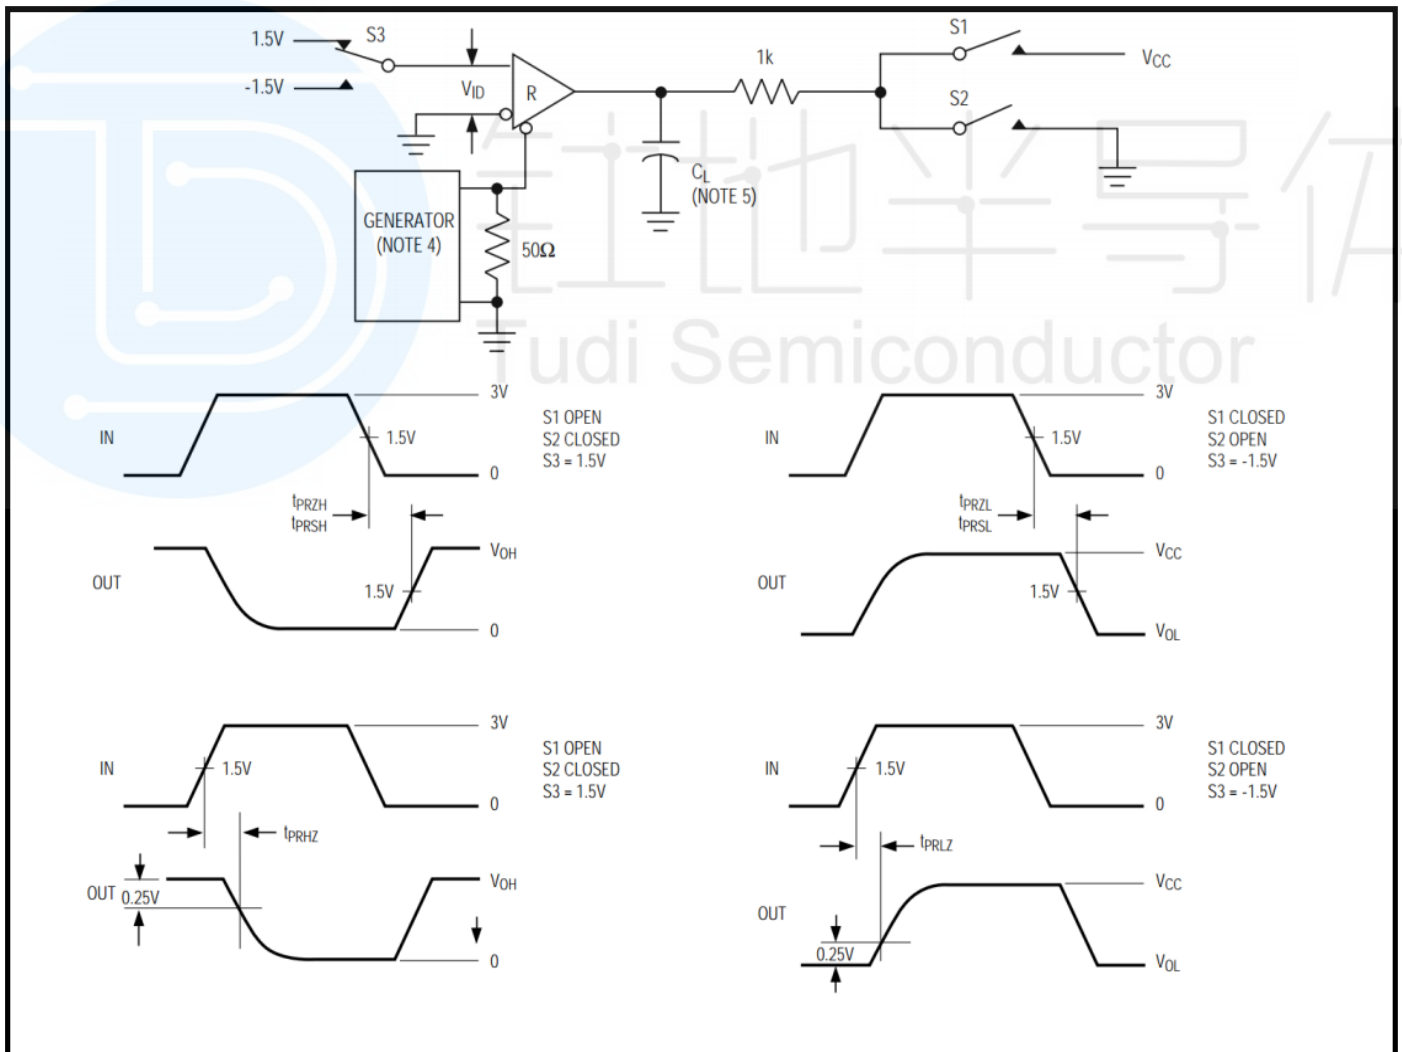 1.5V
S3
-1.5V
VID
R
1k
S1
VCC
S2
CL
(NOTE 5)
GENERATOR
(NOTE 4)
50Ω
钍地半导体
Tudi Semiconductor
IN
3V
1.5V
0
S1 OPEN
S2 CLOSED
S3 = 1.5V
tPRZH
tPRSH
OUT
VOH
1.5V
0
IN
3V
1.5V
0
S1 CLOSED
S2 OPEN
S3 = -1.5V
tPRZL
tPRSL
OUT
VCC
1.5V
VOL
IN
3V
1.5V
0
S1 OPEN
S2 CLOSED
S3 = 1.5V
tPRHZ
OUT
0.25V
VOH
0
IN
3V
1.5V
0
S1 CLOSED
S2 OPEN
S3 = -1.5V
tPRLZ
OUT
0.25V
VCC
VOL